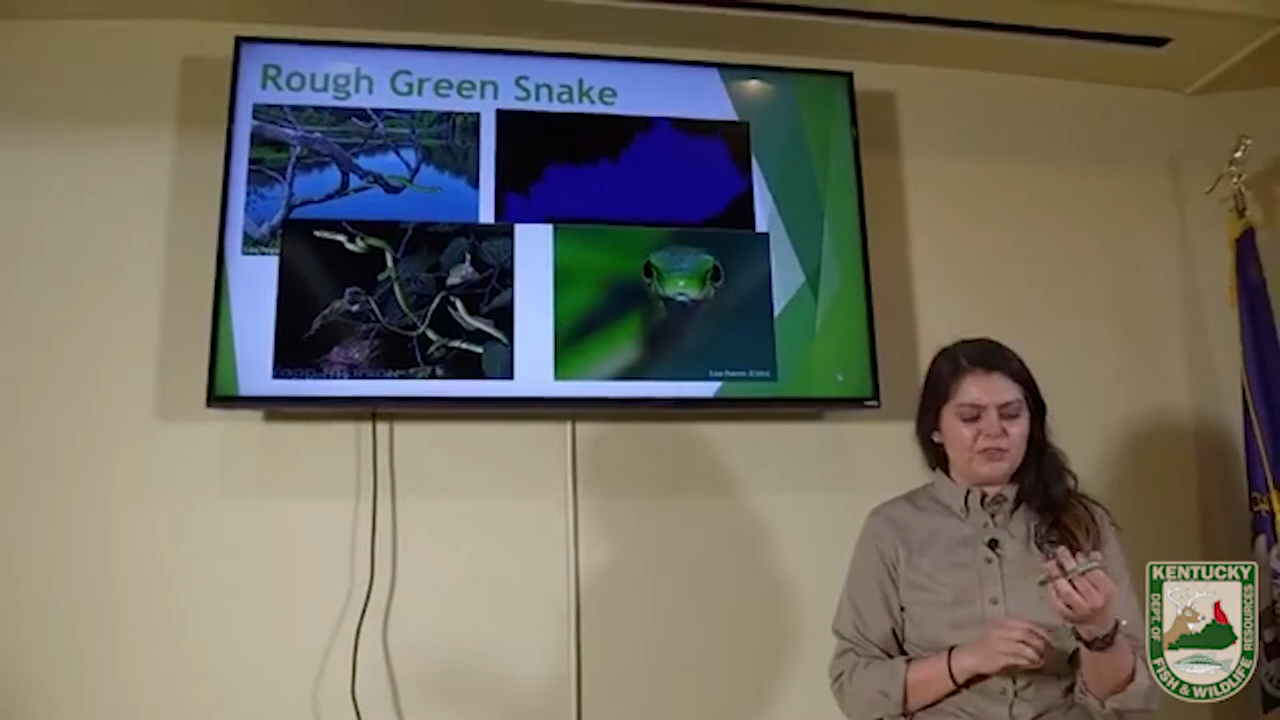 Rough Green Snake
KENTUCKY
DEPT. OF
FISH & WILDLIFE
RESOURCES